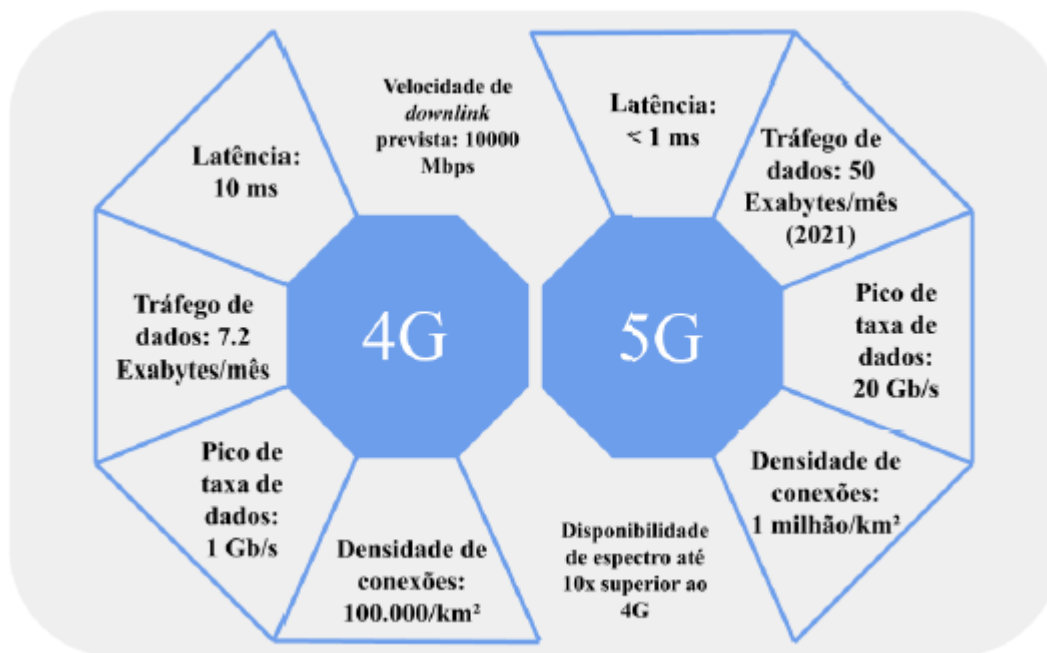 Latência:
10 ms
Tráfego de
dados: 7.2
Exabytes/mês
Pico de
taxa de
dados:
1 Gb/s
Densidade de
conexões:
100.000/km²
4G
Velocidade de
downlink
prevista: 10000
Mbps
5G
Latência:
< 1 ms
Tráfego de
dados: 50
Exabytes/mês
(2021)
Pico de
taxa de
dados:
20 Gb/s
Densidade de
conexões:
1 milhão/km²
Disponibilidade
de espectro até
10x superior ao
4G